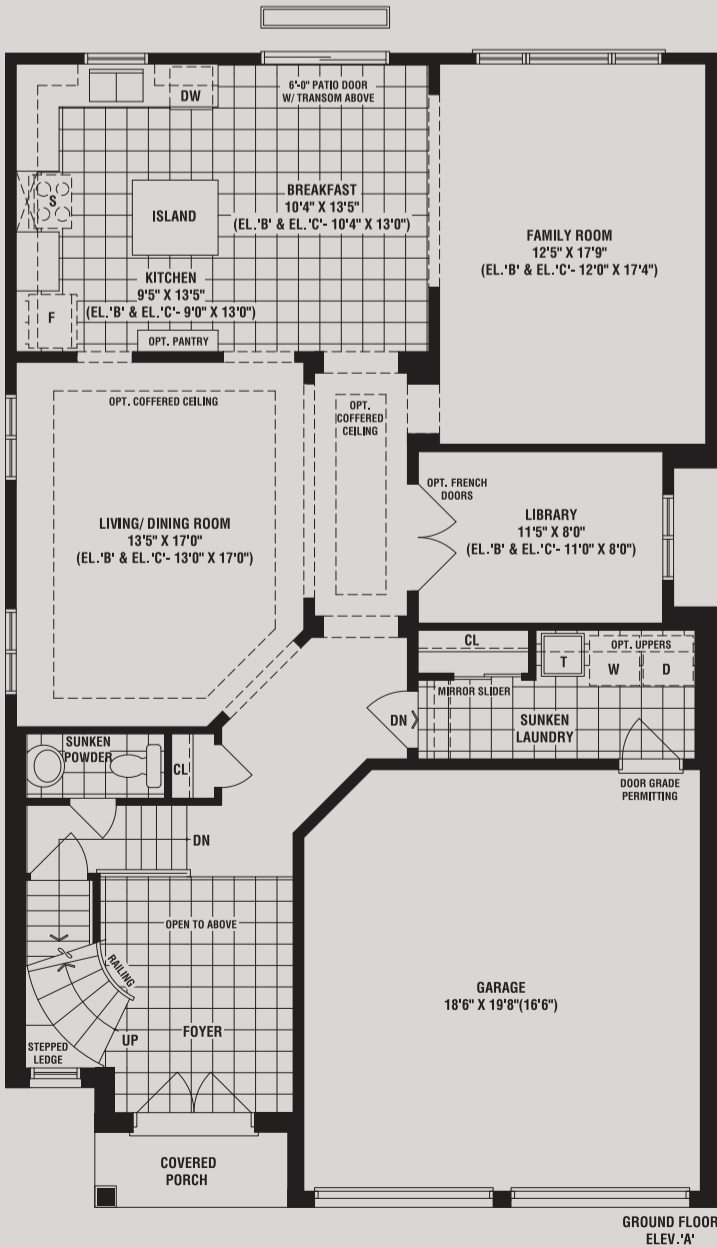 6'-0" PATIO DOOR
W/ TRANSOM ABOVE
DW
S
ISLAND
BREAKFAST
10'4" X 13'5"
(EL.'B' & EL.'C'- 10'4" X 13'0")
KITCHEN
9'5" X 13'5"
(EL.'B' & EL.'C'- 9'0" X 13'0")
F
OPT. PANTRY
FAMILY ROOM
12'5" X 17'9"
(EL.'B' & EL.'C'- 12'0" X 17'4")
OPT. COFFERED CEILING
OPT.
COFFERED
CEILING
LIVING/ DINING ROOM
13'5" X 17'0"
(EL.'B' & EL.'C'- 13'0" X 17'0")
OPT. FRENCH
DOORS
LIBRARY
11'5" X 8'0"
(EL.'B' & EL.'C'- 11'0" X 8'0")
CL
T
OPT. UPPERS
W
D
MIRROR SLIDER
DN
SUNKEN
LAUNDRY
DOOR GRADE
PERMITTING
SUNKEN
POWDER
CL
DN
OPEN TO ABOVE
RAILING
FOYER
UP
STEPPED
LEDGE
GARAGE
18'6" X 19'8"(16'6")
COVERED
PORCH
GROUND FLOOR
ELEV.'A'